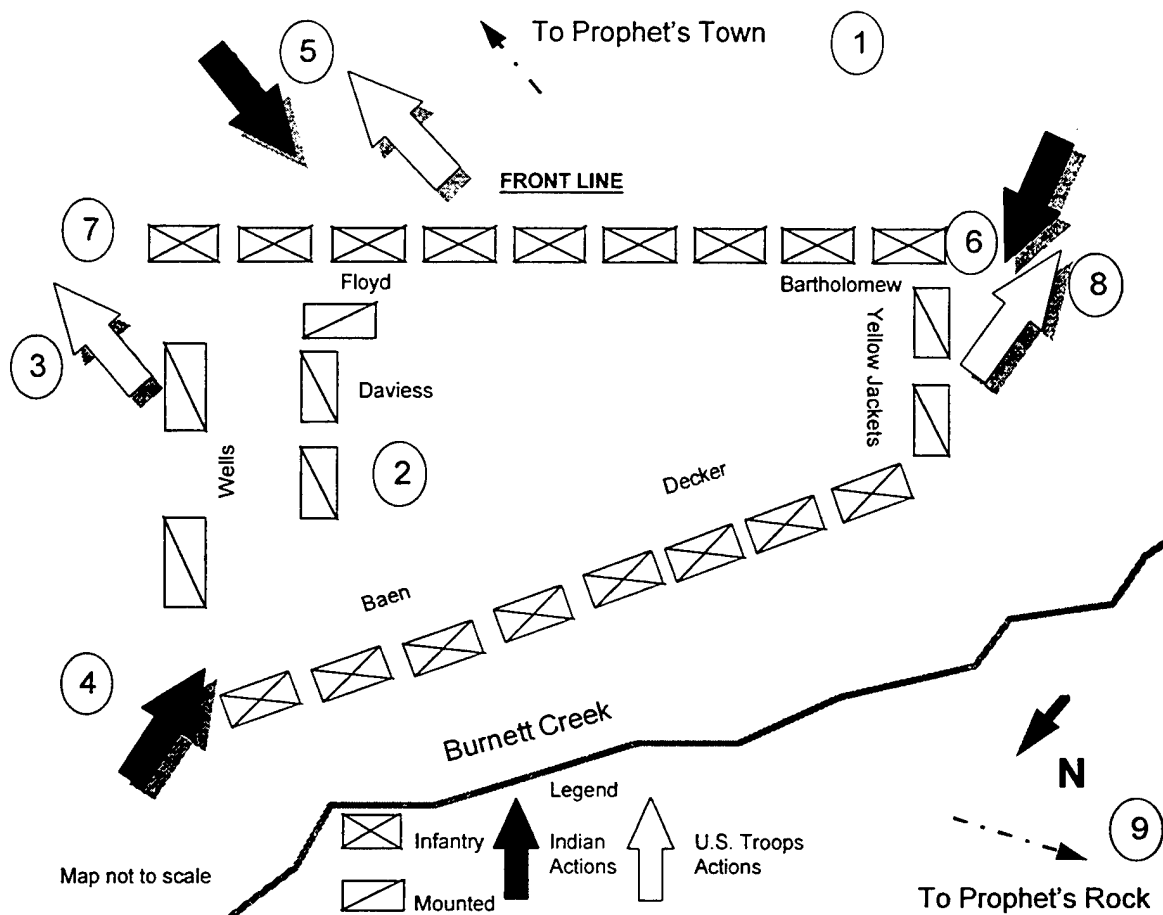 To Prophet's Town
1
5
FRONT LINE
7
6
Floyd
Bartholomew
8
Yellow Jackets
3
Daviess
Wells
2
Decker
Baen
4
Burnett Creek
N
Legend
9
Infantry
Indian
Actions
U.S. Troops
Actions
Map not to scale
Mounted
To Prophet's Rock